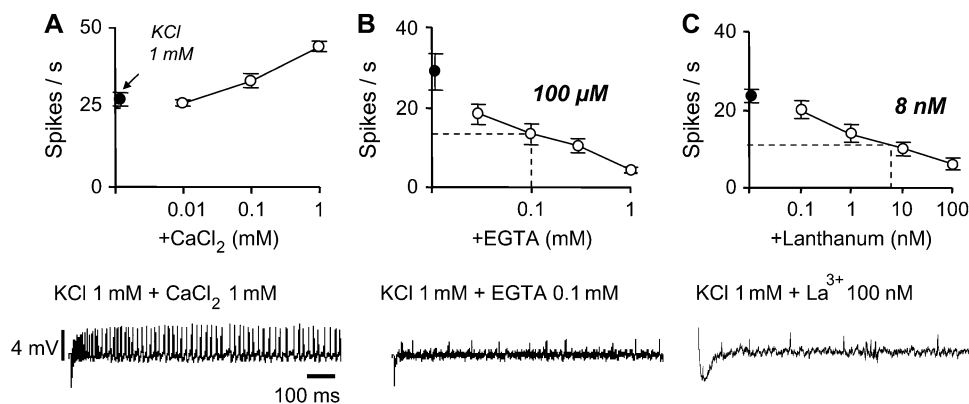 A
50
25
0
Spikes / s
KCl
1 mM
0.01
0.1
1
+CaCl2 (mM)
B
40
20
0
Spikes / s
100 µM
0.1
1
+EGTA (mM)
C
40
20
0
Spikes / s
8 nM
0.1
1
10
100
+Lanthanum (nM)
KCl 1 mM + CaCl2 1 mM
4 mV
100 ms
KCl 1 mM + EGTA 0.1 mM
KCl 1 mM + La3+ 100 nM